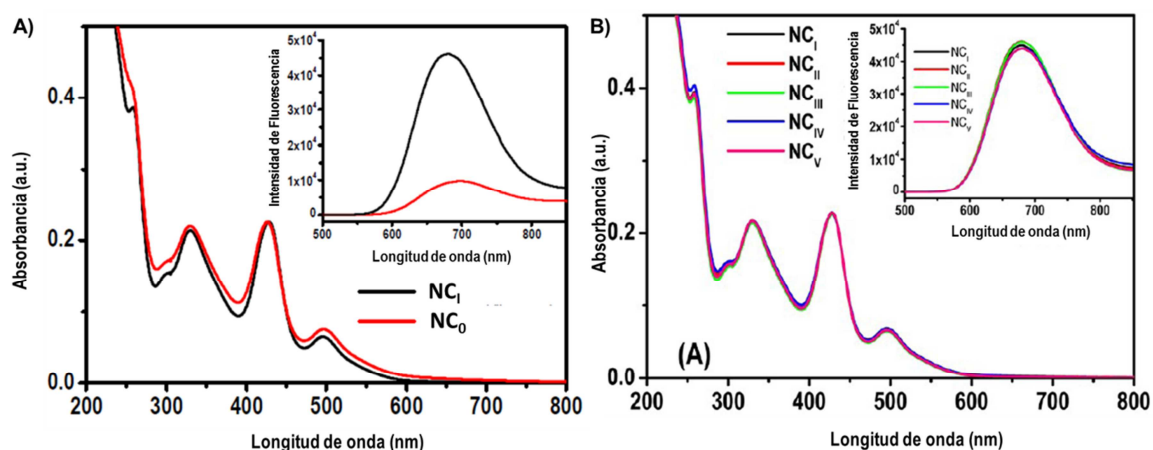 A)
Absorbancia (a.u.)
0.4
0.2
0.0
200 300 400 500 600 700 800
Longitud de onda (nm)
Intensidad de Fluorescencia
5x10⁴
4x10⁴
3x10⁴
2x10⁴
1x10⁴
0
500 600 700 800
Longitud de onda (nm)
NC_I
NC_0
B)
Absorbancia (a.u.)
0.4
0.2
0.0
200 300 400 500 600 700 800
Longitud de onda (nm)
NC_I
NC_II
NC_III
NC_IV
NC_V
(A)
Intensidad de Fluorescencia
5x10⁴
4x10⁴
3x10⁴
2x10⁴
1x10⁴
0
500 600 700 800
Longitud de onda (nm)
NC_I
NC_II
NC_III
NC_IV
NC_V